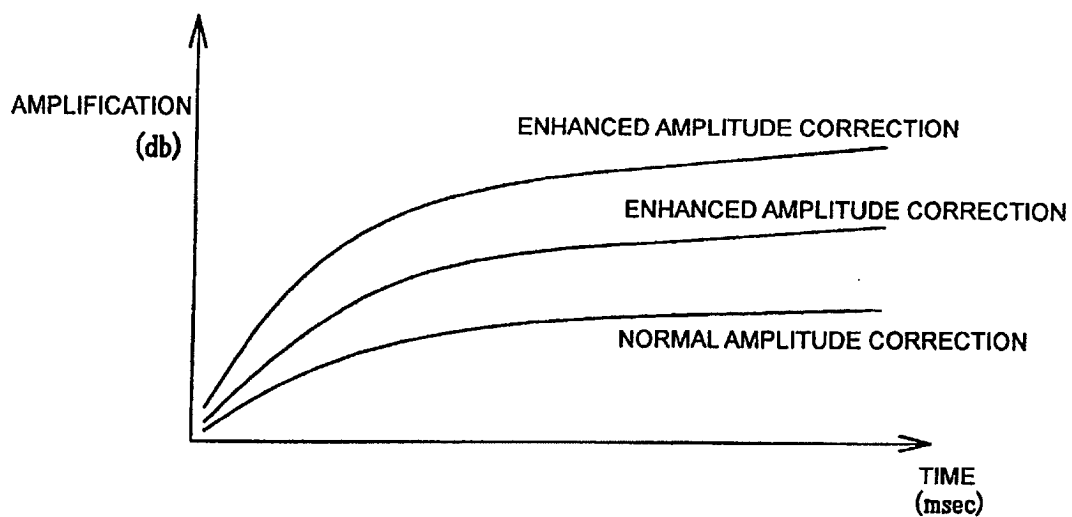 AMPLIFICATION
(db)
ENHANCED AMPLITUDE CORRECTION
ENHANCED AMPLITUDE CORRECTION
NORMAL AMPLITUDE CORRECTION
TIME
(msec)